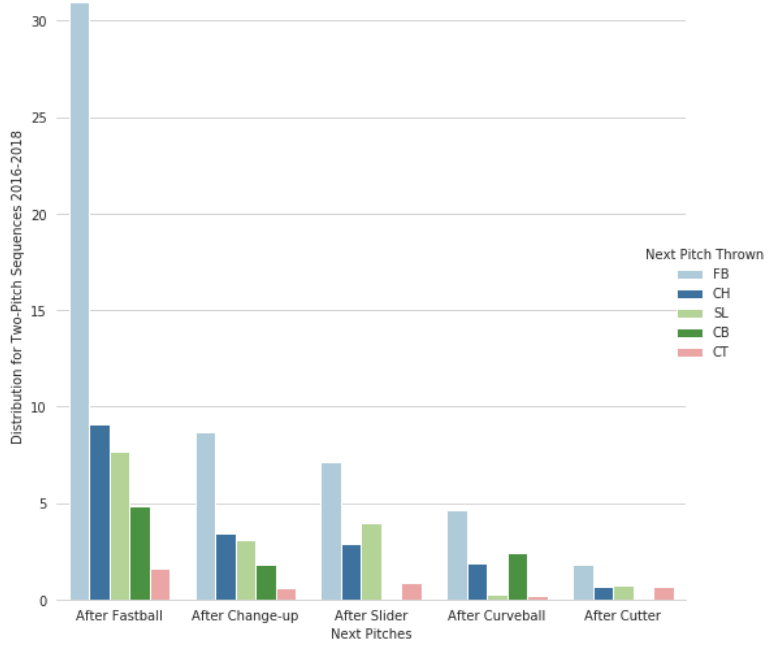 30
25
20
15
10
5
0
Distribution for Two-Pitch Sequences 2016-2018
After Fastball After Change-up After Slider After Curveball After Cutter
Next Pitches
Next Pitch Thrown
FB
CH
SL
CB
CT